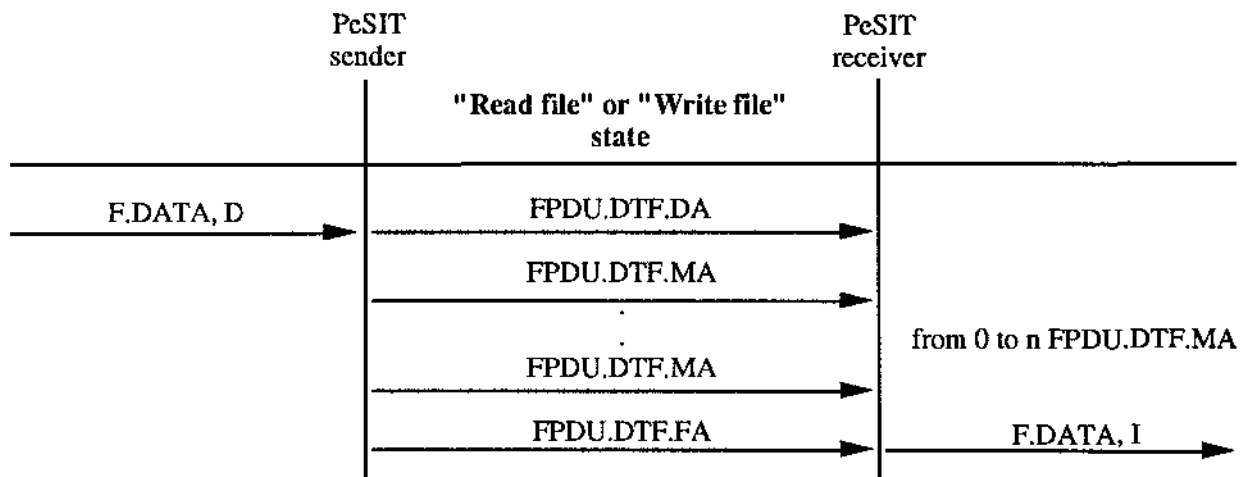 PeSIT
sender
PeSIT
receiver
"Read file" or "Write file"
state
F.DATA, D
FPDU.DTF.DA
FPDU.DTF.MA
.
.
from 0 to n FPDU.DTF.MA
FPDU.DTF.MA
FPDU.DTF.FA
F.DATA, I